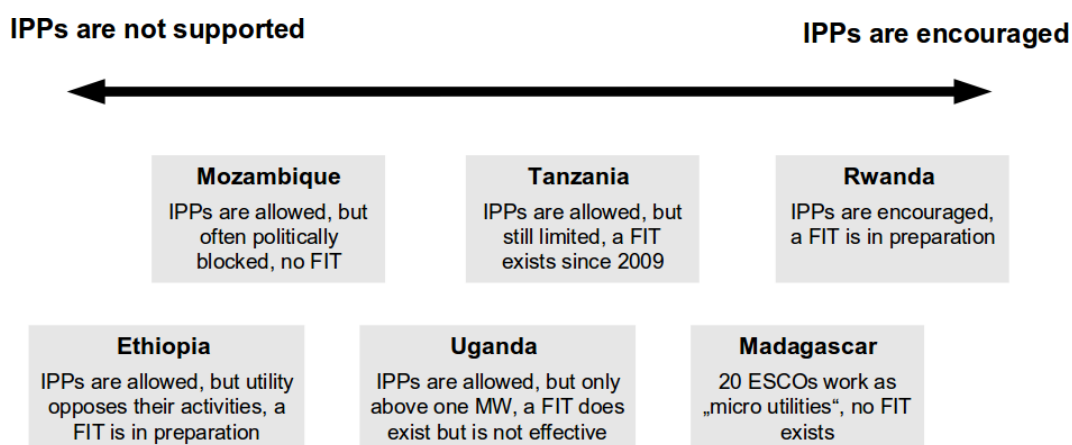 IPPs are not supported
IPPs are encouraged
Mozambique
IPPs are allowed, but
often politically
blocked, no FIT
Tanzania
IPPs are allowed, but
still limited, a FIT
exists since 2009
Rwanda
IPPs are encouraged,
a FIT is in preparation
Ethiopia
IPPs are allowed, but utility
opposes their activities, a
FIT is in preparation
Uganda
IPPs are allowed, but only
above one MW, a FIT does
exist but is not effective
Madagascar
20 ESCOs work as
„micro utilities“, no FIT
exists